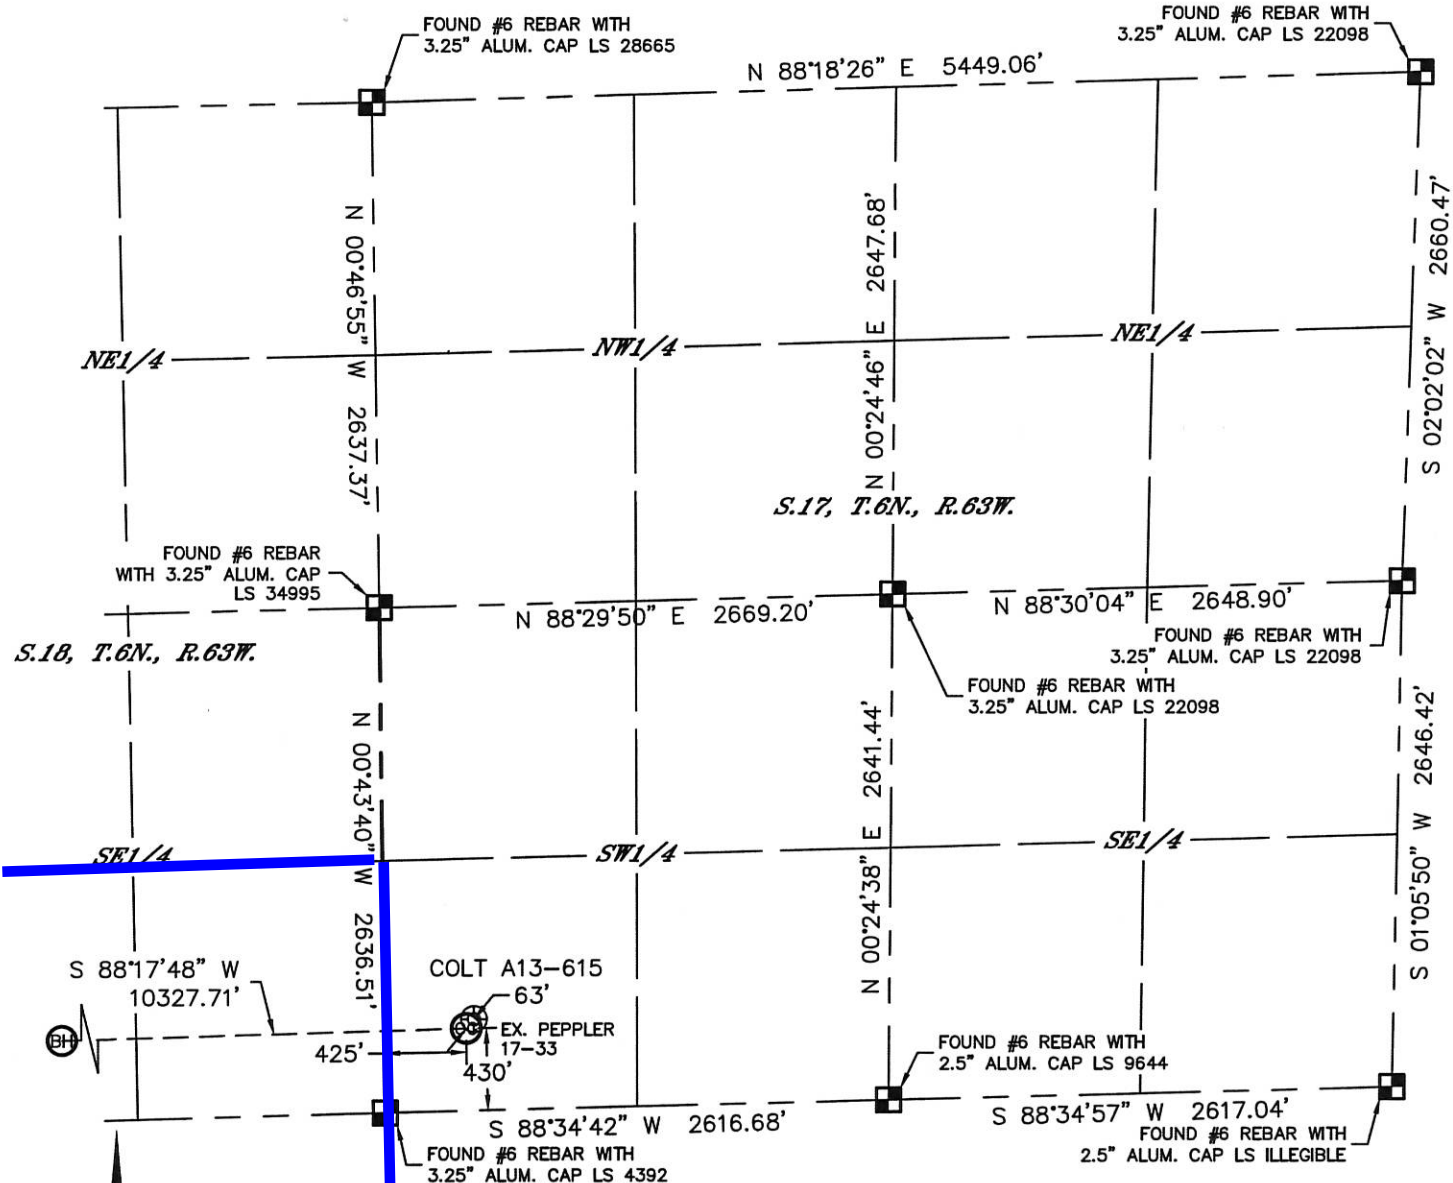 FOUND #6 REBAR WITH
3.25" ALUM. CAP LS 28665
FOUND #6 REBAR WITH
3.25" ALUM. CAP LS 22098
N 88°18'26" E 5449.06'
N 00°46'55" W 2637.37'
N 00°24'46" E 2647.68'
S 02°02'02" W 2660.47'
NE1/4
NW1/4
NE1/4
S.17, T.6N., R.63W.
FOUND #6 REBAR
WITH 3.25" ALUM. CAP
LS 34995
N 88°29'50" E 2669.20'
N 88°30'04" E 2648.90'
S.18, T.6N., R.63W.
FOUND #6 REBAR WITH
3.25" ALUM. CAP LS 22098
FOUND #6 REBAR WITH
3.25" ALUM. CAP LS 22098
N 00°43'40" W 2636.51'
N 00°24'38" E 2641.44'
S 01°05'50" W 2646.42'
SE1/4
SW1/4
SE1/4
S 88°17'48" W
10327.71'
COLT A13-615
63'
BH
EX. PEPPLER
17-33
425'
430'
FOUND #6 REBAR WITH
2.5" ALUM. CAP LS 9644
S 88°34'42" W 2616.68'
S 88°34'57" W 2617.04'
FOUND #6 REBAR WITH
2.5" ALUM. CAP LS ILLEGIBLE
FOUND #6 REBAR WITH
3.25" ALUM. CAP LS 4392